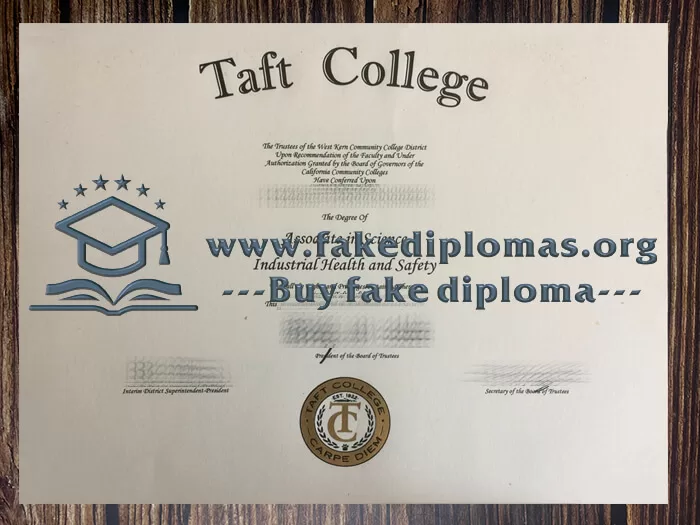 Taft College
The Trustees of the West Kern Community College District
Upon Recommendation of the Faculty and Under
Authorization Granted by the Board of Governors of the
California Community Colleges
Have Conferred Upon
The Degree Of
Associate in Science
www.fakediplomas.org
Industrial Health and Safety
---Buy fake diploma---
This
President of the Board of Trustees
Interim District Superintendent-President
Secretary of the Board of Trustees
TAFT COLLEGE
EST. 1922
TC
CARPE DIEM